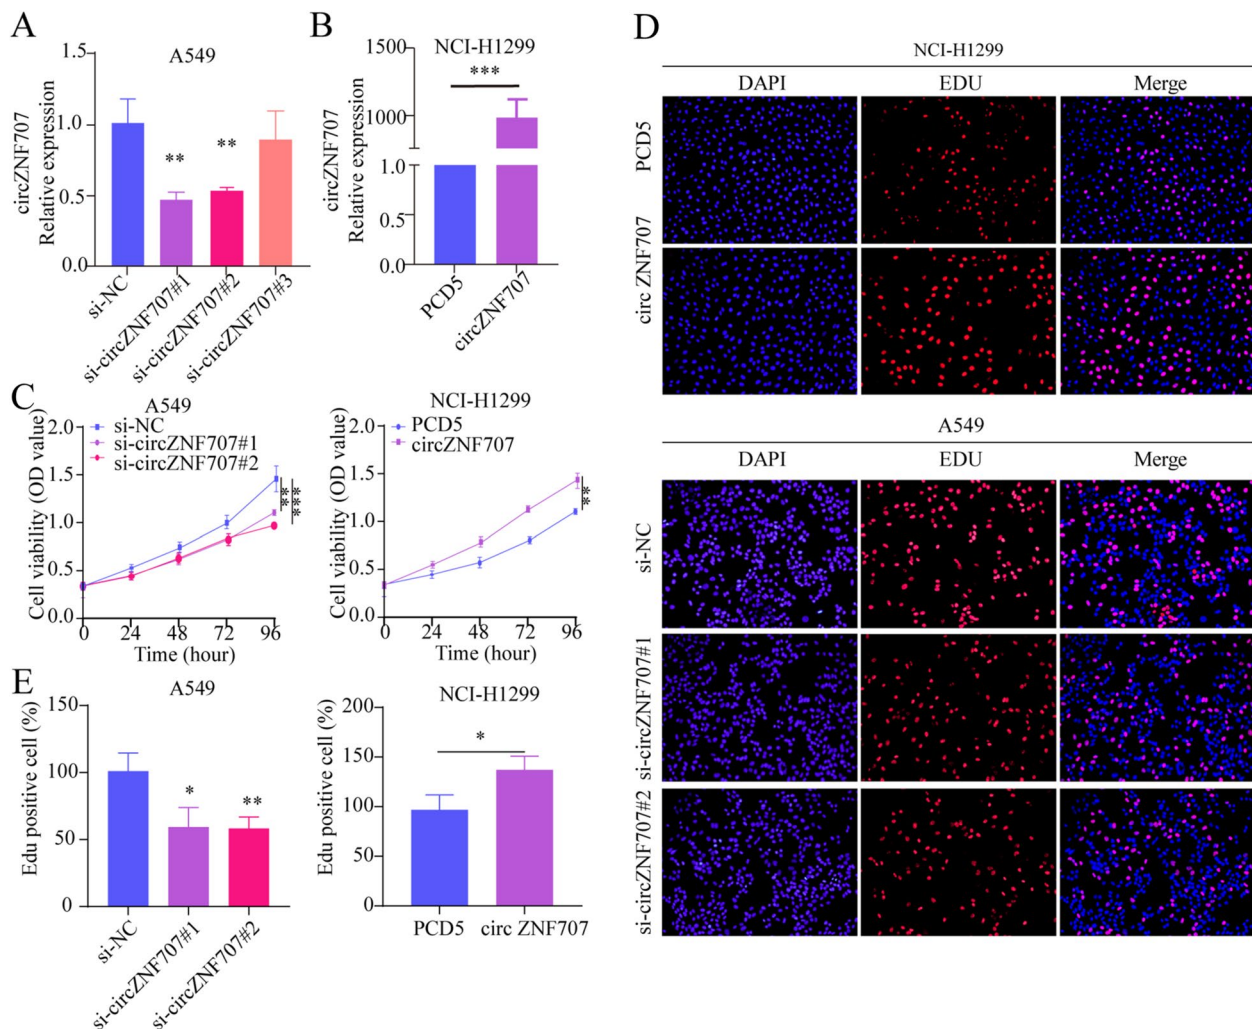 A
A549
circZNF707
Relative expression
1.5
1.0
0.5
0.0
**
**
si-NC
si-circZNF707#1
si-circZNF707#2
si-circZNF707#3
B
NCI-H1299
circZNF707
Relative expression
1500
1000
1.0
0.5
0.0
***
PCD5
circZNF707
C
A549
si-NC
si-circZNF707#1
si-circZNF707#2
Cell viability (OD value)
2.0
1.5
1.0
0.5
0.0
**
***
0 24 48 72 96
Time (hour)
NCI-H1299
PCD5
circZNF707
Cell viability (OD value)
2.0
1.5
1.0
0.5
0.0
**
0 24 48 72 96
Time (hour)
D
NCI-H1299
DAPI EDU Merge
PCD5
circ ZNF707
A549
DAPI EDU Merge
si-NC
si-circZNF707#1
si-circZNF707#2
E
A549
Edu positive cell (%)
150
100
50
0
*
**
si-NC
si-circZNF707#1
si-circZNF707#2
NCI-H1299
Edu positive cell (%)
200
150
100
50
0
*
PCD5 circ ZNF707